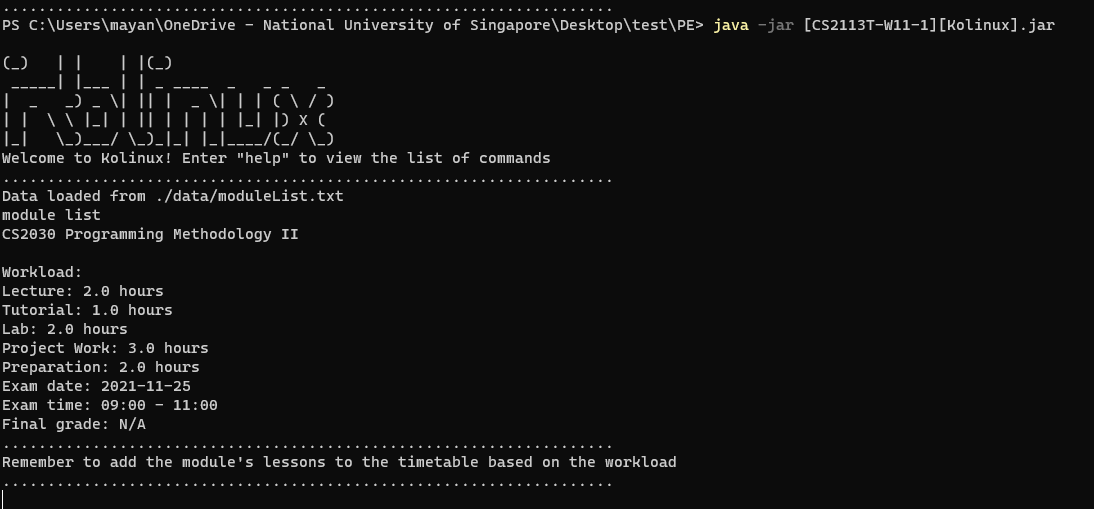 ....................................................................
PS C:\Users\mayan\OneDrive - National University of Singapore\Desktop\test\PE> java -jar [CS2113T-W11-1][Kolinux].jar
(_)   | |    | |(_)
 _____| |___ | | _ ____  _   _ _   _
|  _   _) _ \| || |  _ \| | | ( \ / )
| |  \ \ |_| | || | | | | |_| |) X (
|_|   \_)___/ \_)_|_| |_|____/(_/ \_)
Welcome to Kolinux! Enter "help" to view the list of commands
....................................................................
Data loaded from ./data/moduleList.txt
module list
CS2030 Programming Methodology II
Workload:
Lecture: 2.0 hours
Tutorial: 1.0 hours
Lab: 2.0 hours
Project Work: 3.0 hours
Preparation: 2.0 hours
Exam date: 2021-11-25
Exam time: 09:00 - 11:00
Final grade: N/A
....................................................................
Remember to add the module's lessons to the timetable based on the workload
....................................................................